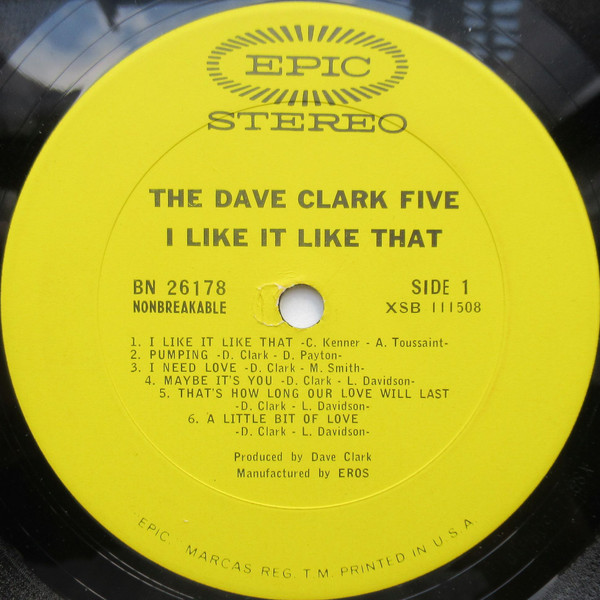 EPIC
STEREO
THE DAVE CLARK FIVE
I LIKE IT LIKE THAT
BN 26178 SIDE 1
NONBREAKABLE XSB 111508
1. I LIKE IT LIKE THAT -C. Kenner - A. Toussaint-
2. PUMPING -D. Clark - D. Payton-
3. I NEED LOVE -D. Clark - M. Smith-
4. MAYBE IT'S YOU -D. Clark - L. Davidson-
5. THAT'S HOW LONG OUR LOVE WILL LAST
-D. Clark - L. Davidson-
6. A LITTLE BIT OF LOVE
-D. Clark - L. Davidson-
Produced by Dave Clark
Manufactured by EROS
EPIC. MARCAS REG. T.M. PRINTED IN U.S.A